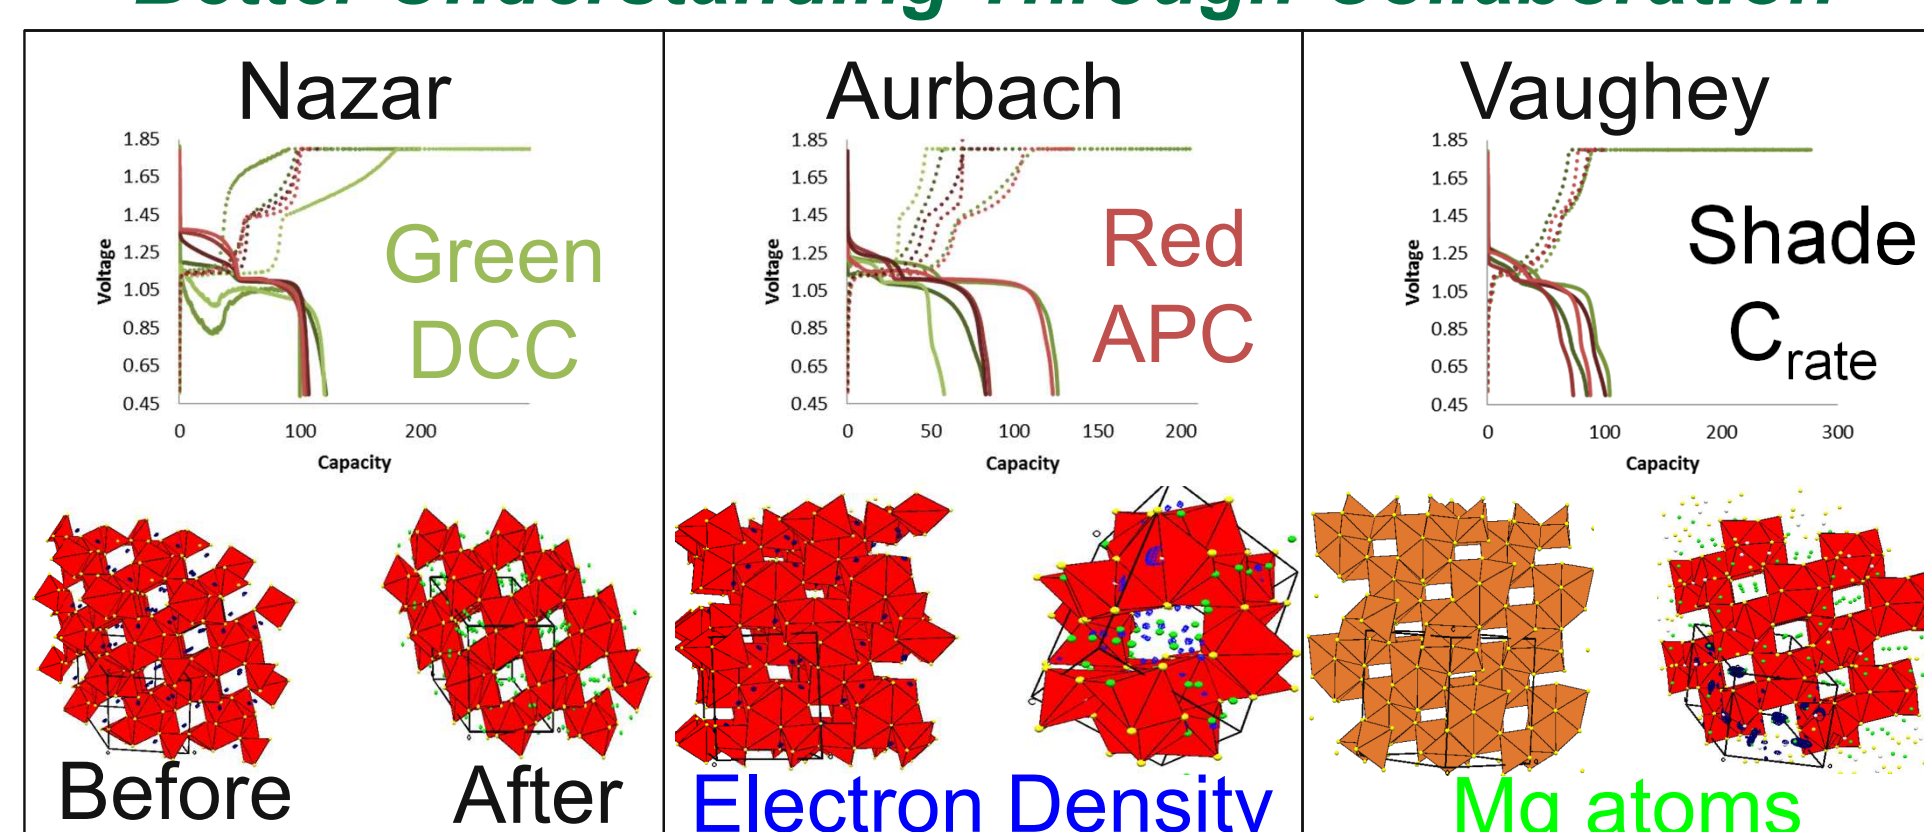 Better Understanding Through Collaboration
Nazar
1.85
1.65
1.45
1.25
1.05
0.85
0.65
0.45
Voltage
0
100
200
Capacity
Green
DCC
Aurbach
1.85
1.65
1.45
1.25
1.05
0.85
0.65
0.45
Voltage
0
50
100
150
200
Capacity
Red
APC
Vaughey
1.85
1.65
1.45
1.25
1.05
0.85
0.65
0.45
Voltage
0
100
200
300
Capacity
Shade
Crate
Before
After
Electron Density
Mg atoms